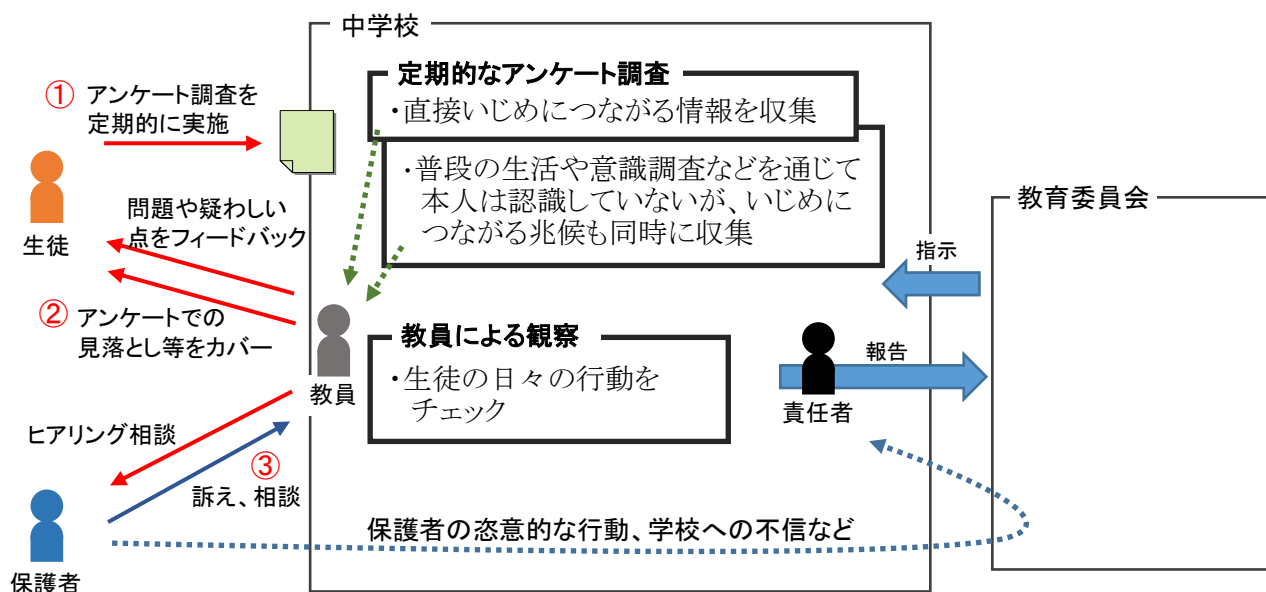 中学校
定期的なアンケート調査
・直接いじめにつながる情報を収集
① アンケート調査を
定期的に実施
・普段の生活や意識調査などを通じて
本人は認識していないが、いじめに
つながる兆候も同時に収集
教育委員会
生徒
問題や疑わしい
点をフィードバック
指示
② アンケートでの
見落とし等をカバー
教員
教員による観察
・生徒の日々の行動を
チェック
報告
責任者
ヒアリング相談
③
訴え、相談
保護者の恣意的な行動、学校への不信など
保護者